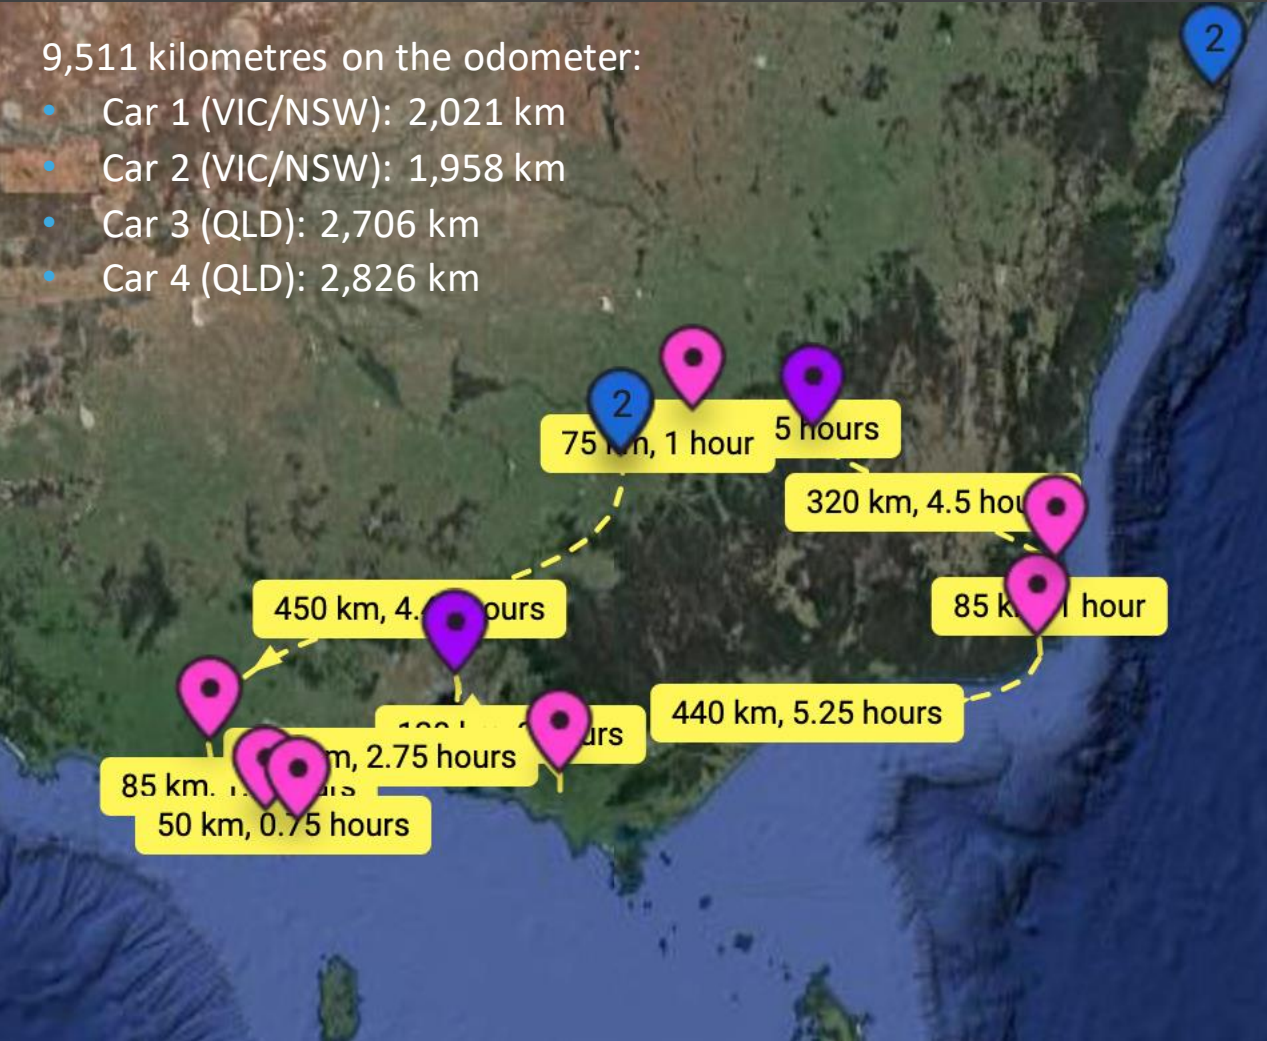 9,511 kilometres on the odometer:
• Car 1 (VIC/NSW): 2,021 km
• Car 2 (VIC/NSW): 1,958 km
• Car 3 (QLD): 2,706 km
• Car 4 (QLD): 2,826 km
2
2
75 km, 1 hour
5 hours
320 km, 4.5
450 km,
85 1 hour
440 km, 5.25 hours
m, 2.75 hours
85 km,
50 km, 0.75 hours